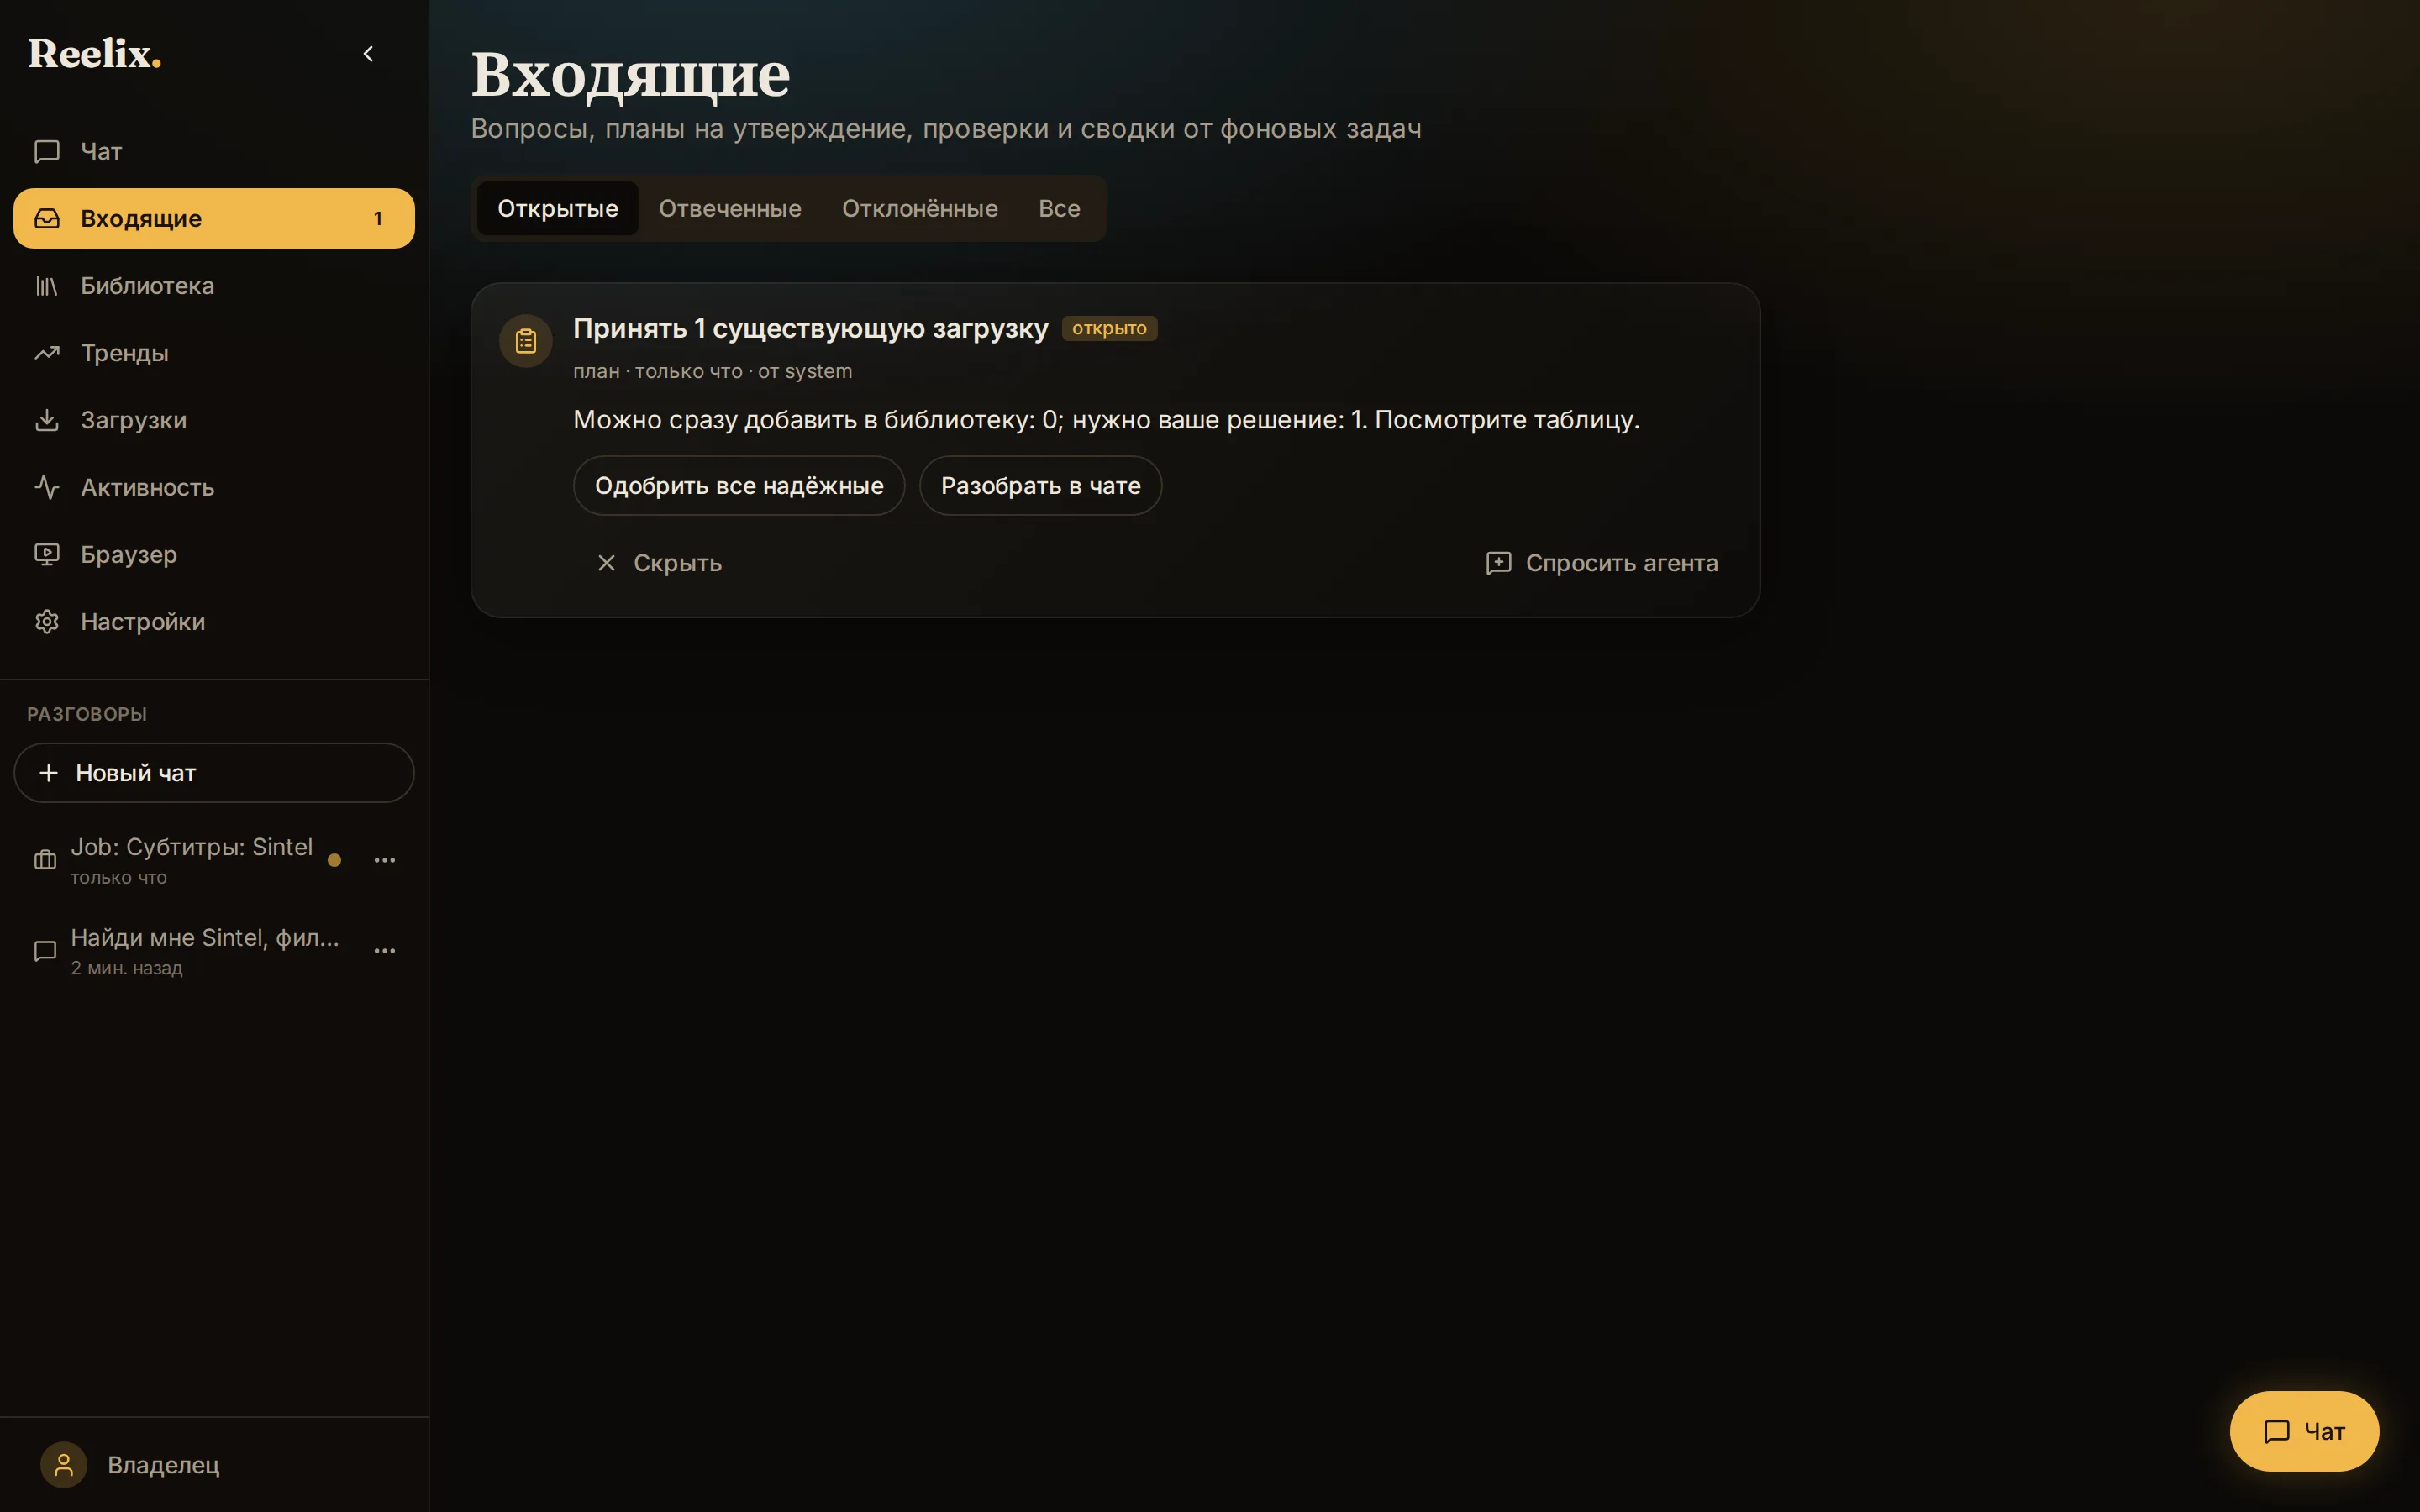 Reelix.
Чат
Входящие 1
Библиотека
Тренды
Загрузки
Активность
Браузер
Настройки
РАЗГОВОРЫ
Новый чат
Job: Субтитры: Sintel
только что
Найди мне Sintel, фил...
2 мин. назад
Владелец
Входящие
Вопросы, планы на утверждение, проверки и сводки от фоновых задач
Открытые Отвеченные Отклонённые Все
Принять 1 существующую загрузку открыто
план · только что · от system
Можно сразу добавить в библиотеку: 0; нужно ваше решение: 1. Посмотрите таблицу.
Одобрить все надёжные Разобрать в чате
Скрыть Спросить агента
Чат